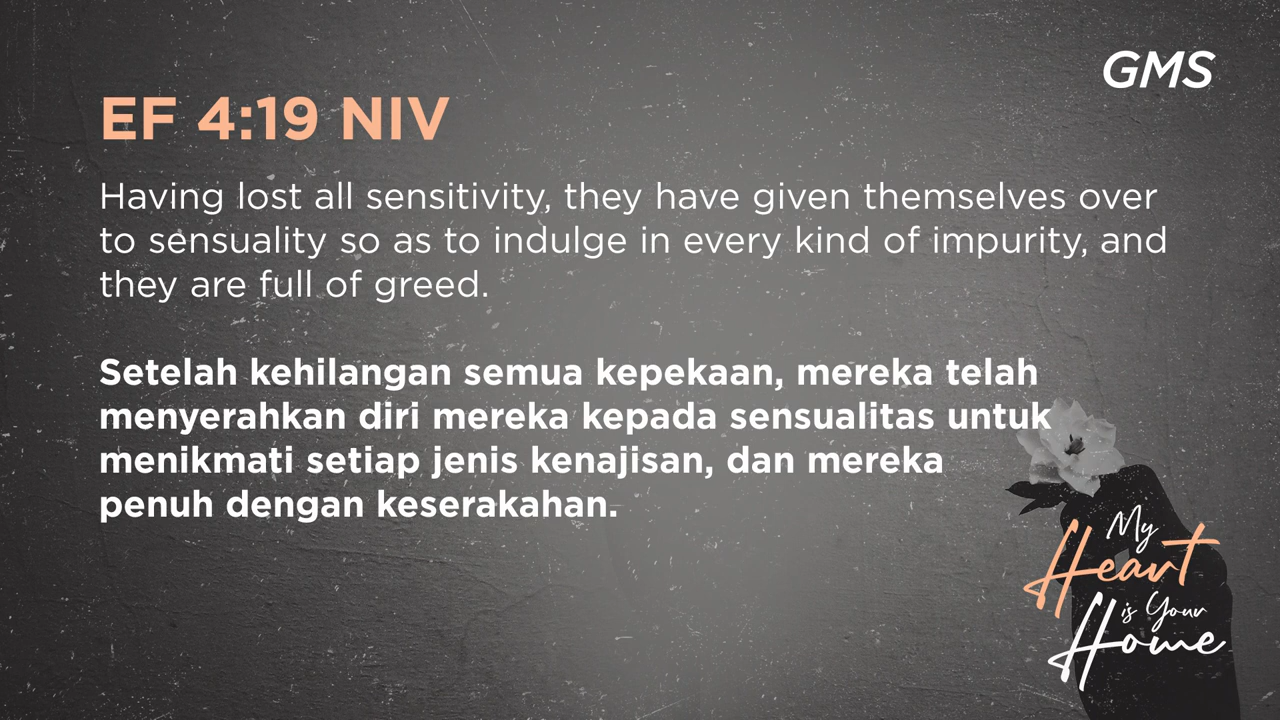 GMS
EF 4:19 NIV
Having lost all sensitivity, they have given themselves over
to sensuality so as to indulge in every kind of impurity, and
they are full of greed.
Setelah kehilangan semua kepekaan, mereka telah
menyerahkan diri mereka kepada sensualitas untuk
menikmati setiap jenis kenajisan, dan mereka
penuh dengan keserakahan.
My
Heart
is Your
Home